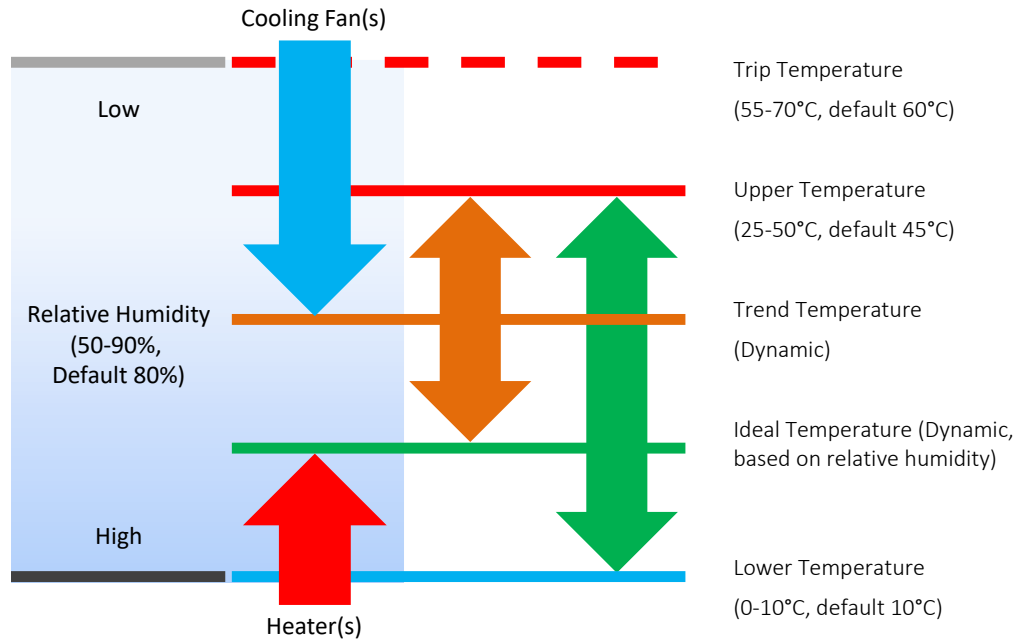 Cooling Fan(s)
Low
Relative Humidity
(50-90%,
Default 80%)
High
Heater(s)
Trip Temperature
(55-70°C, default 60°C)
Upper Temperature
(25-50°C, default 45°C)
Trend Temperature
(Dynamic)
Ideal Temperature (Dynamic,
based on relative humidity)
Lower Temperature
(0-10°C, default 10°C)